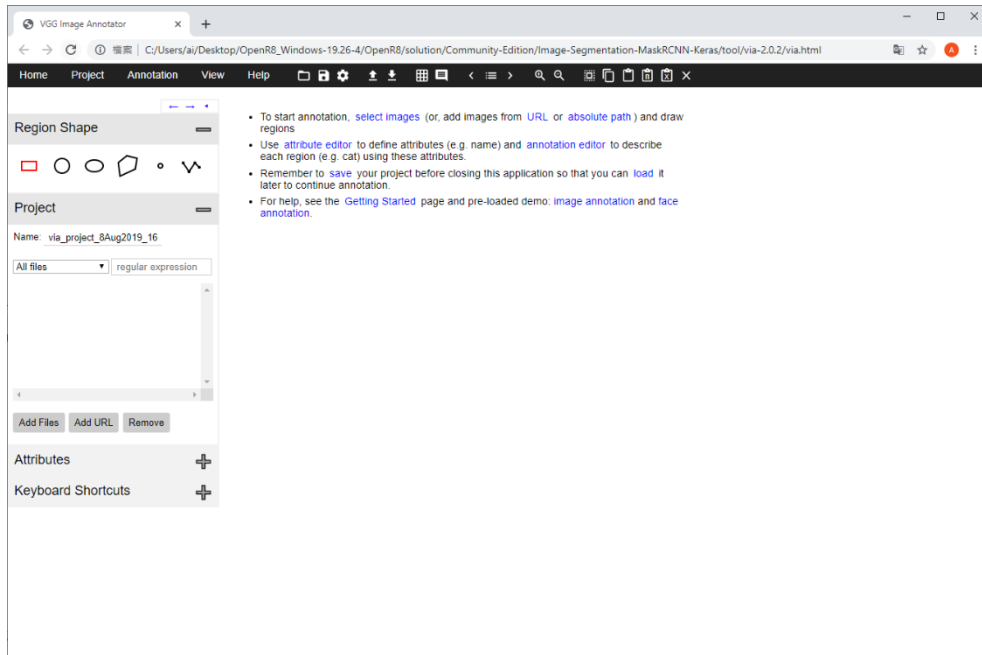 VGG Image Annotator
檔案 | C:/Users/ai/Desktop/OpenR8_Windows-19.26-4/OpenR8/solution/Community-Edition/Image-Segmentation-MaskRCNN-Keras/tool/via-2.0.2/via.html
A
Home Project Annotation View Help
Region Shape
Project
Name: via_project_8Aug2019_16
All files regular expression
Add Files Add URL Remove
Attributes
Keyboard Shortcuts
• To start annotation, select images (or, add images from URL or absolute path) and draw
regions
• Use attribute editor to define attributes (e.g. name) and annotation editor to describe
each region (e.g. cat) using these attributes.
• Remember to save your project before closing this application so that you can load it
later to continue annotation.
• For help, see the Getting Started page and pre-loaded demo: image annotation and face
annotation.